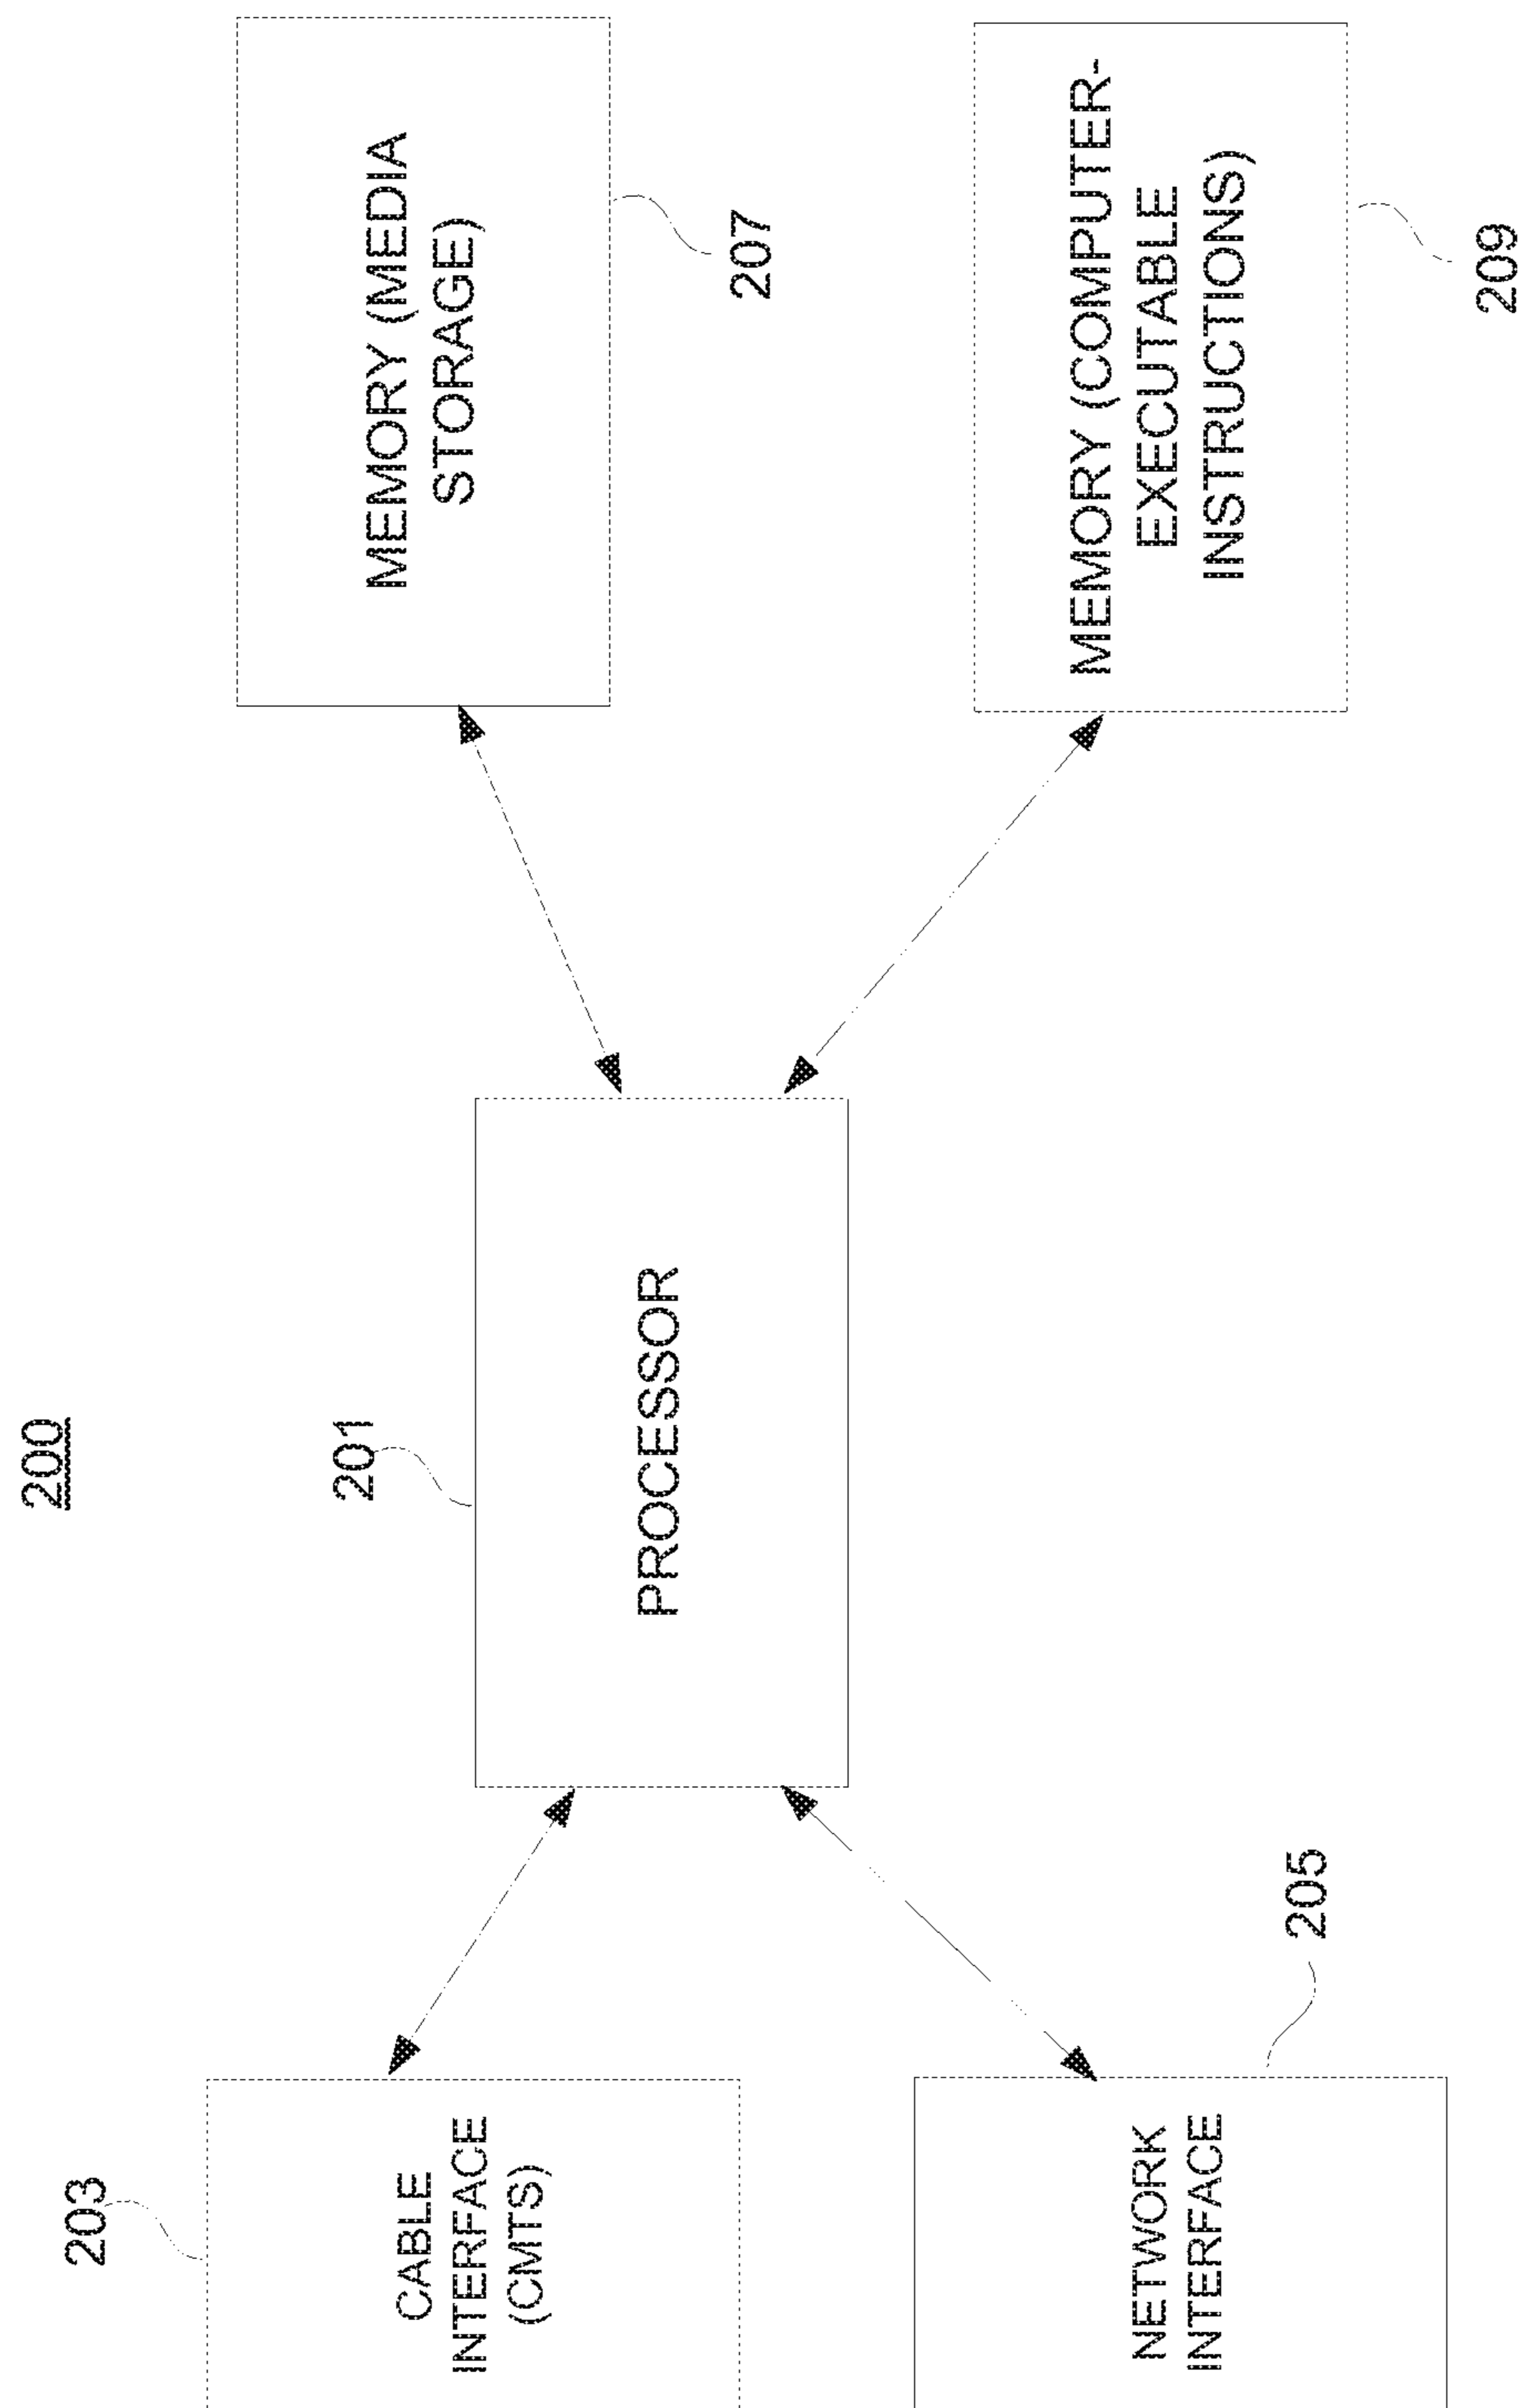 200
203
CABLE
INTERFACE
(CMTS)
201
PROCESSOR
MEMORY (MEDIA
STORAGE)
207
NETWORK
INTERFACE
205
MEMORY (COMPUTER-
EXECUTABLE
INSTRUCTIONS)
209